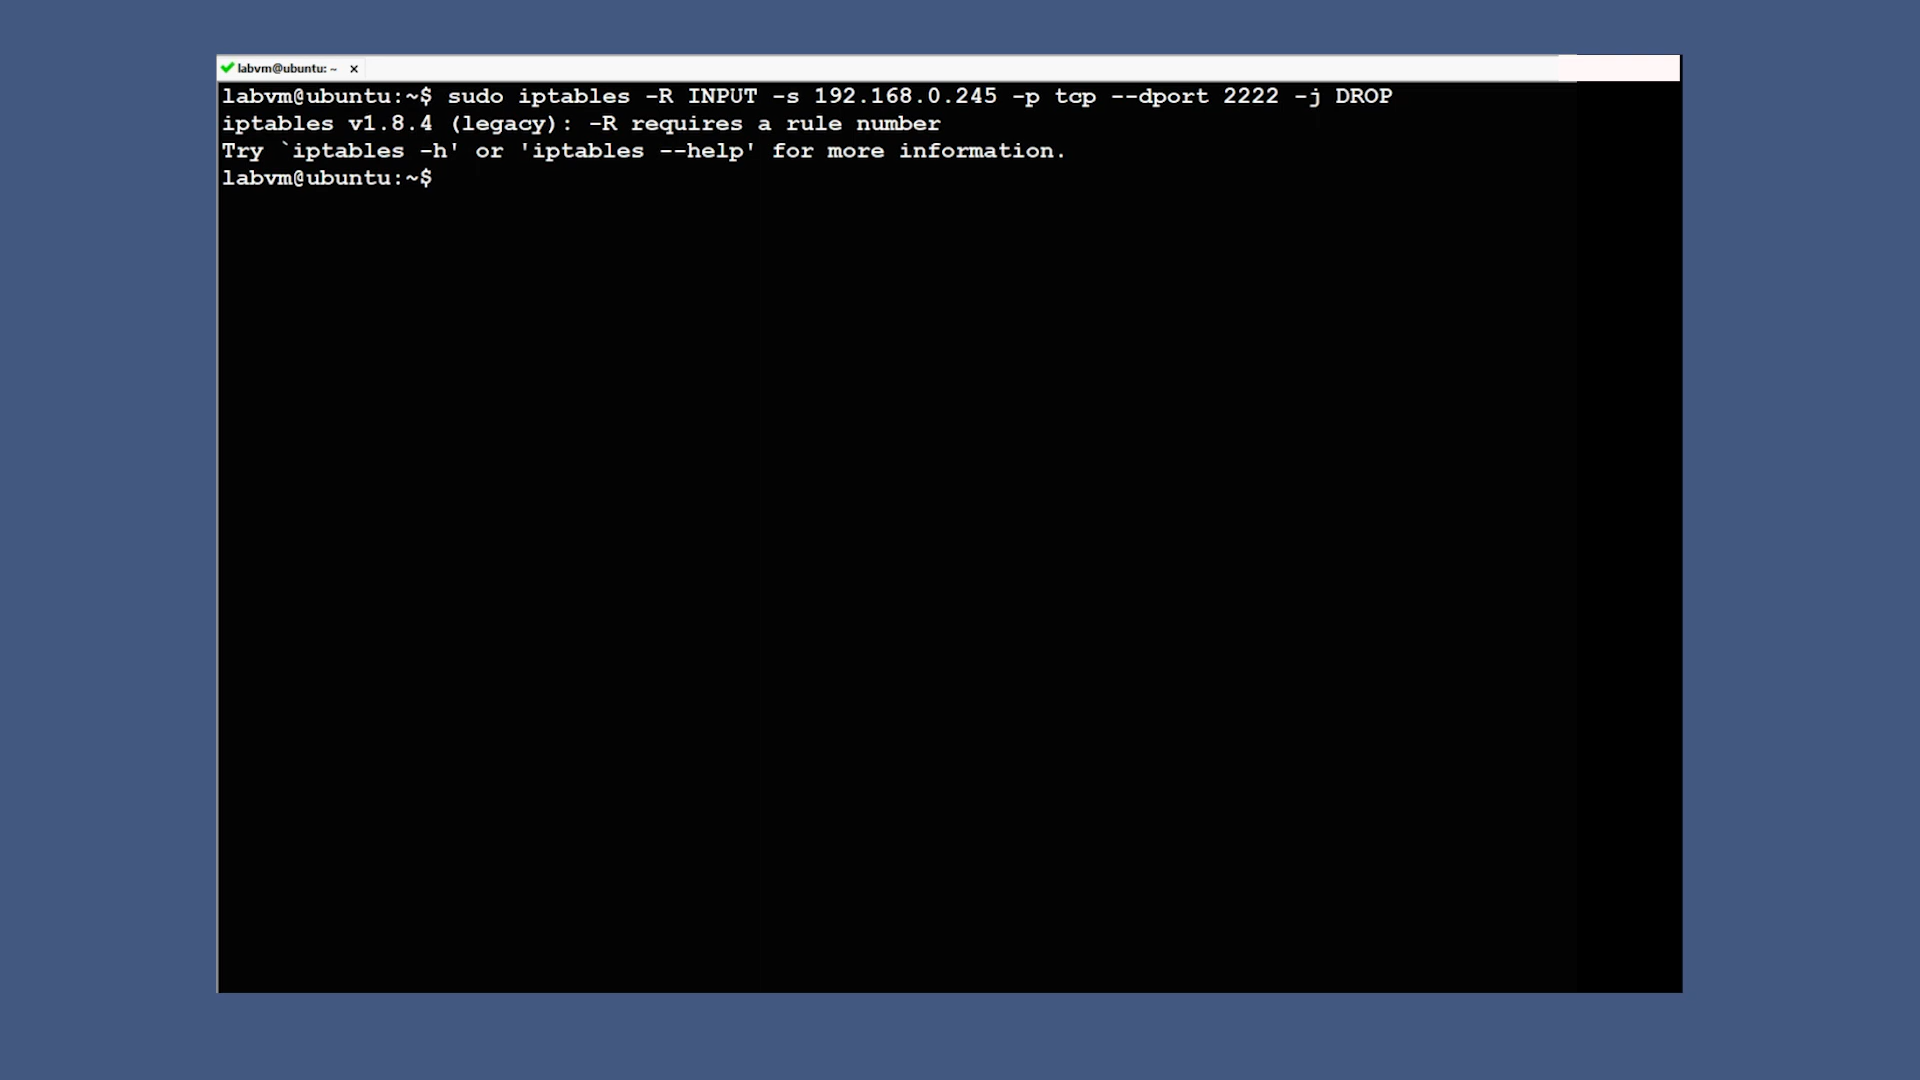 labvm@ubuntu: ~
labvm@ubuntu:~$ sudo iptables -R INPUT -s 192.168.0.245 -p tcp --dport 2222 -j DROP
iptables v1.8.4 (legacy): -R requires a rule number
Try `iptables -h' or 'iptables --help' for more information.
labvm@ubuntu:~$